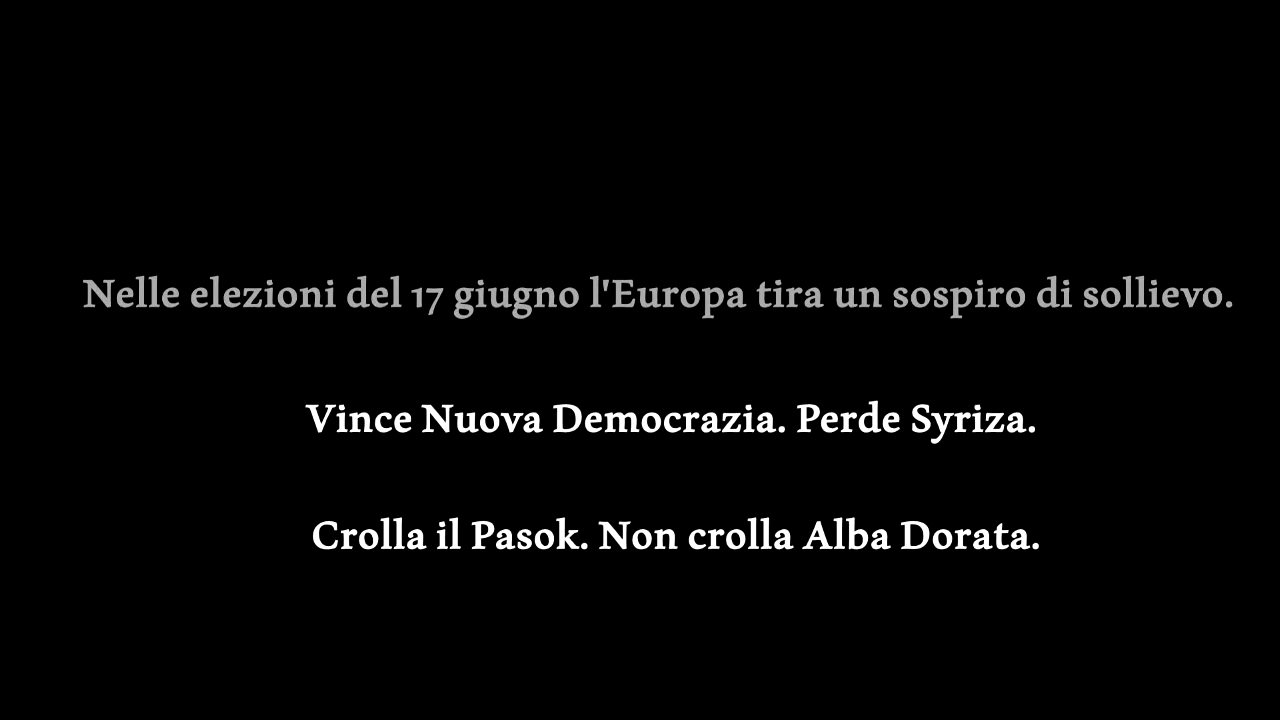 Nelle elezioni del 17 giugno l'Europa tira un sospiro di sollievo.
Vince Nuova Democrazia. Perde Syriza.
Crolla il Pasok. Non crolla Alba Dorata.